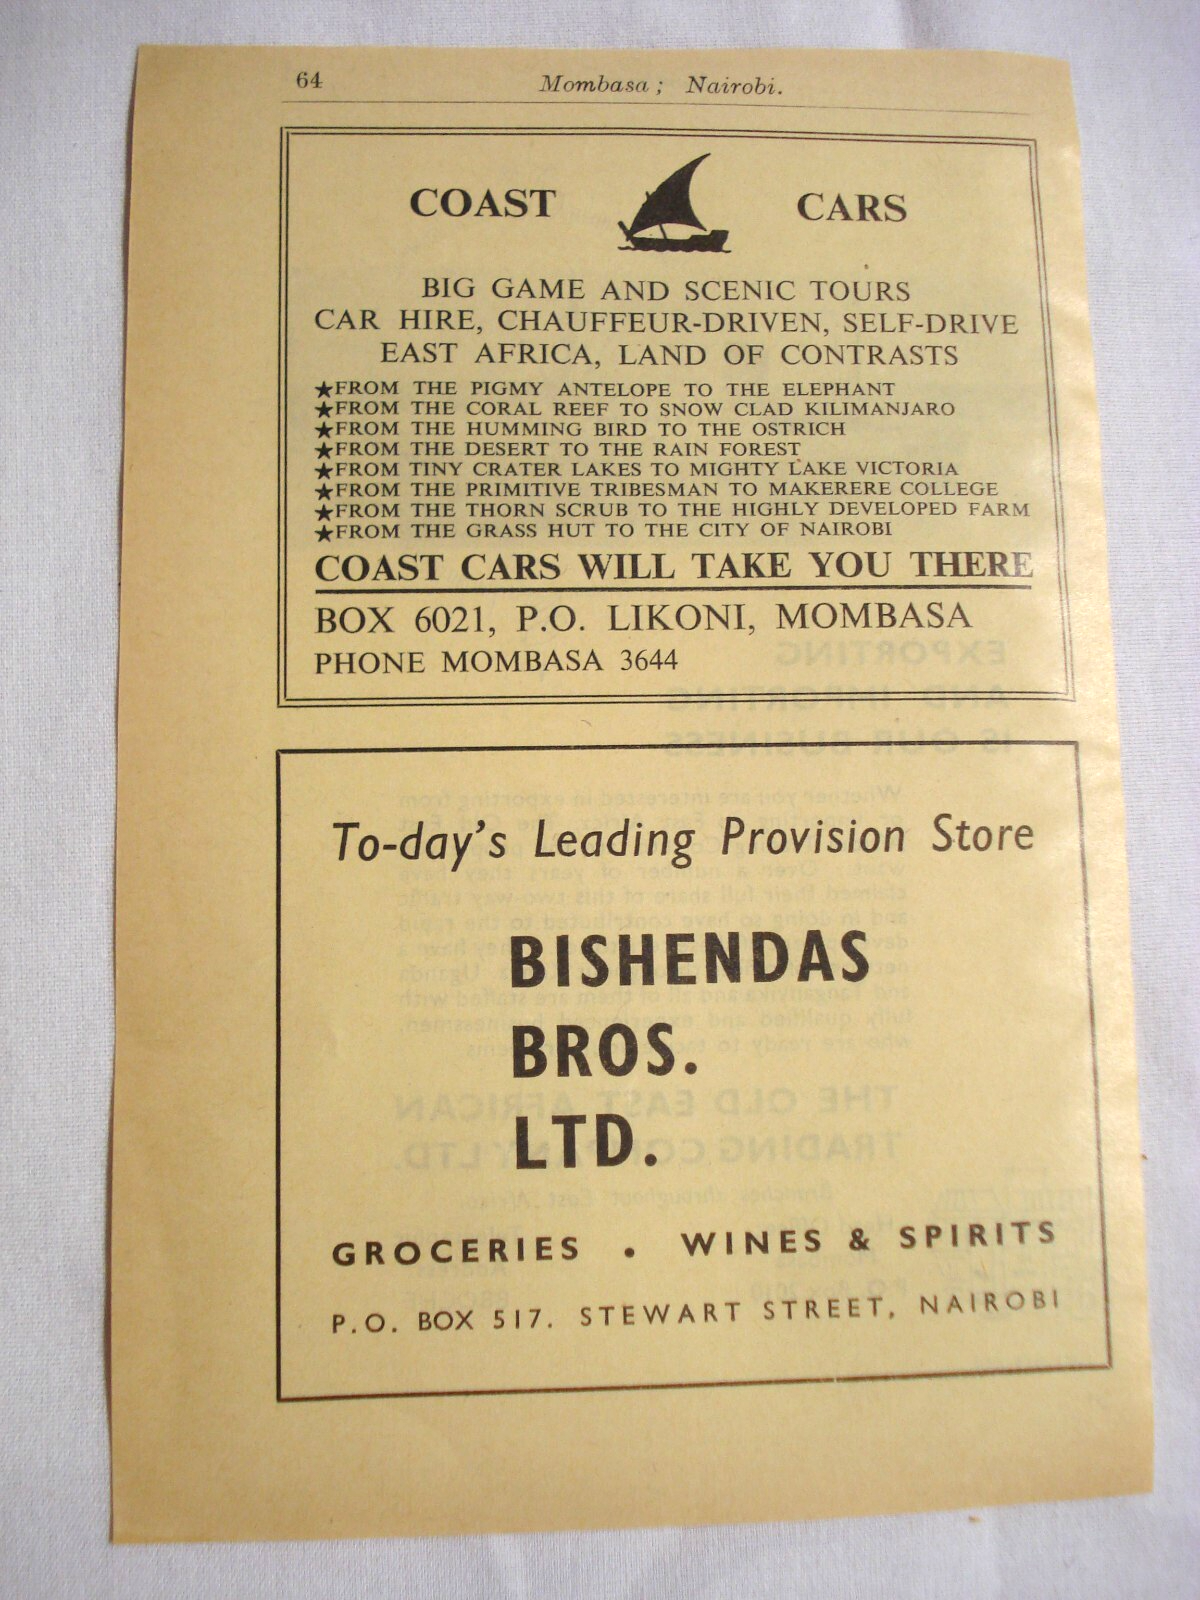 64
Mombasa; Nairobi.
COAST CARS
BIG GAME AND SCENIC TOURS
CAR HIRE, CHAUFFEUR-DRIVEN, SELF-DRIVE
EAST AFRICA, LAND OF CONTRASTS
★FROM THE PIGMY ANTELOPE TO THE ELEPHANT
★FROM THE CORAL REEF TO SNOW CLAD KILIMANJARO
★FROM THE HUMMING BIRD TO THE OSTRICH
★FROM THE DESERT TO THE RAIN FOREST
★FROM TINY CRATER LAKES TO MIGHTY LAKE VICTORIA
★FROM THE PRIMITIVE TRIBESMAN TO MAKERERE COLLEGE
★FROM THE THORN SCRUB TO THE HIGHLY DEVELOPED FARM
★FROM THE GRASS HUT TO THE CITY OF NAIROBI
COAST CARS WILL TAKE YOU THERE
BOX 6021, P.O. LIKONI, MOMBASA
PHONE MOMBASA 3644
To-day's Leading Provision Store
BISHENDAS
BROS.
LTD.
GROCERIES • WINES & SPIRITS
P.O. BOX 517. STEWART STREET, NAIROBI